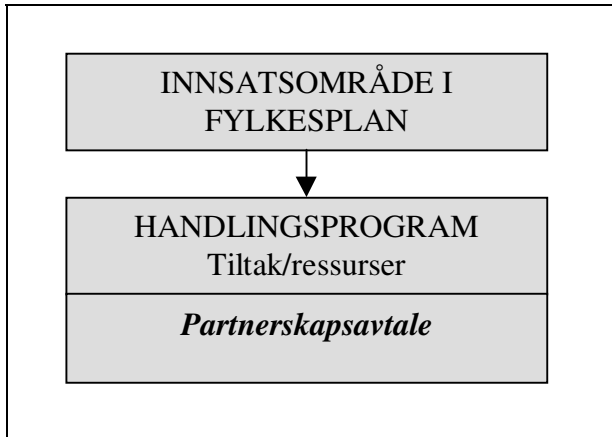 INNSATSOMRÅDE I
FYLKESPLAN
HANDLINGSPROGRAM
Tiltak/ressurser
Partnerskapsavtale